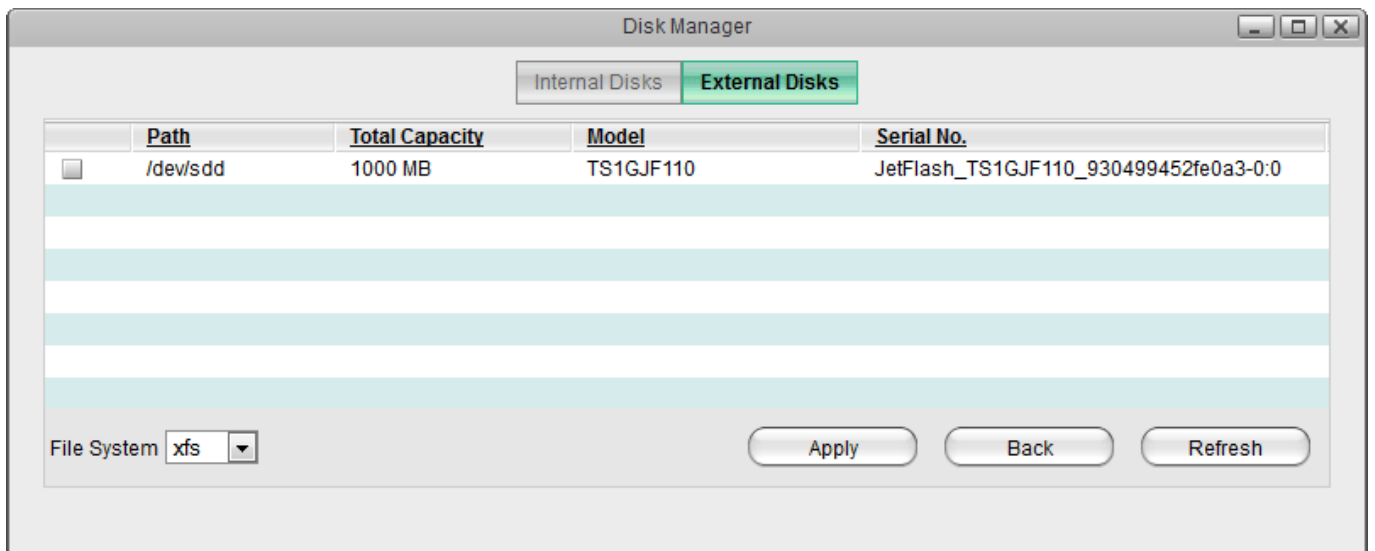 Disk Manager
Internal Disks External Disks
Path Total Capacity Model Serial No.
/dev/sdd 1000 MB TS1GJF110 JetFlash_TS1GJF110_930499452fe0a3-0:0
File System xfs Apply Back Refresh